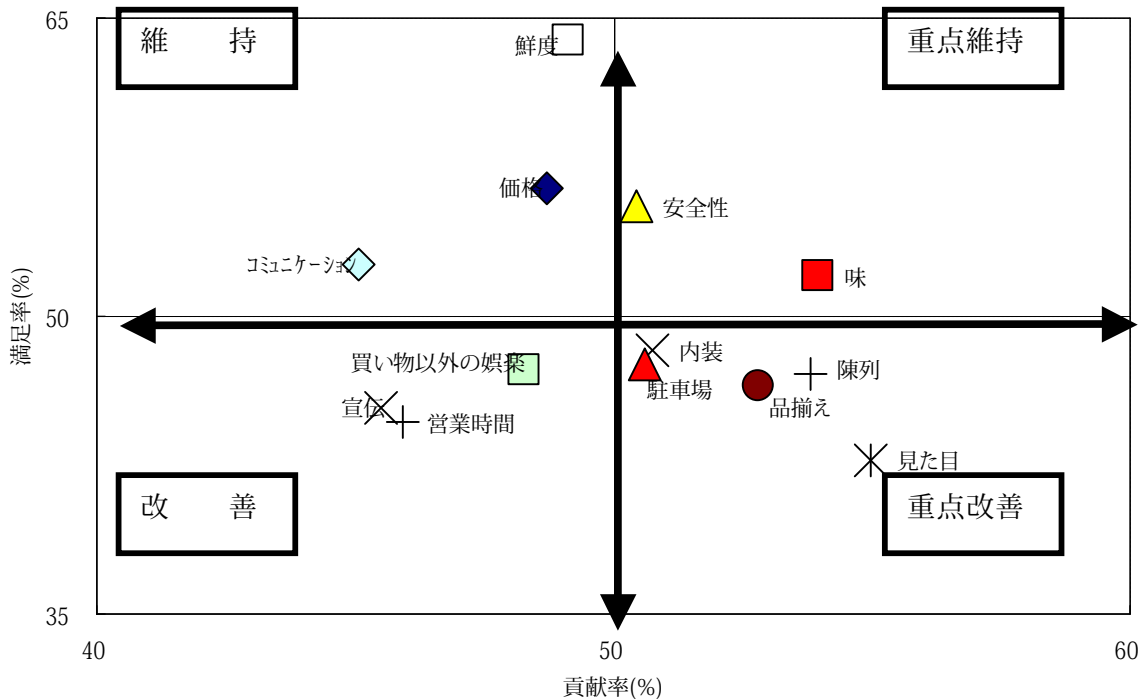 65
維　　持
鮮度
重点維持
価格
安全性
コミュニケーション
味
50
満足率(%)
買い物以外の娯楽
内装
駐車場
陳列
品揃え
宣伝
営業時間
見た目
改　　善
重点改善
35
40
50
60
貢献率(%)